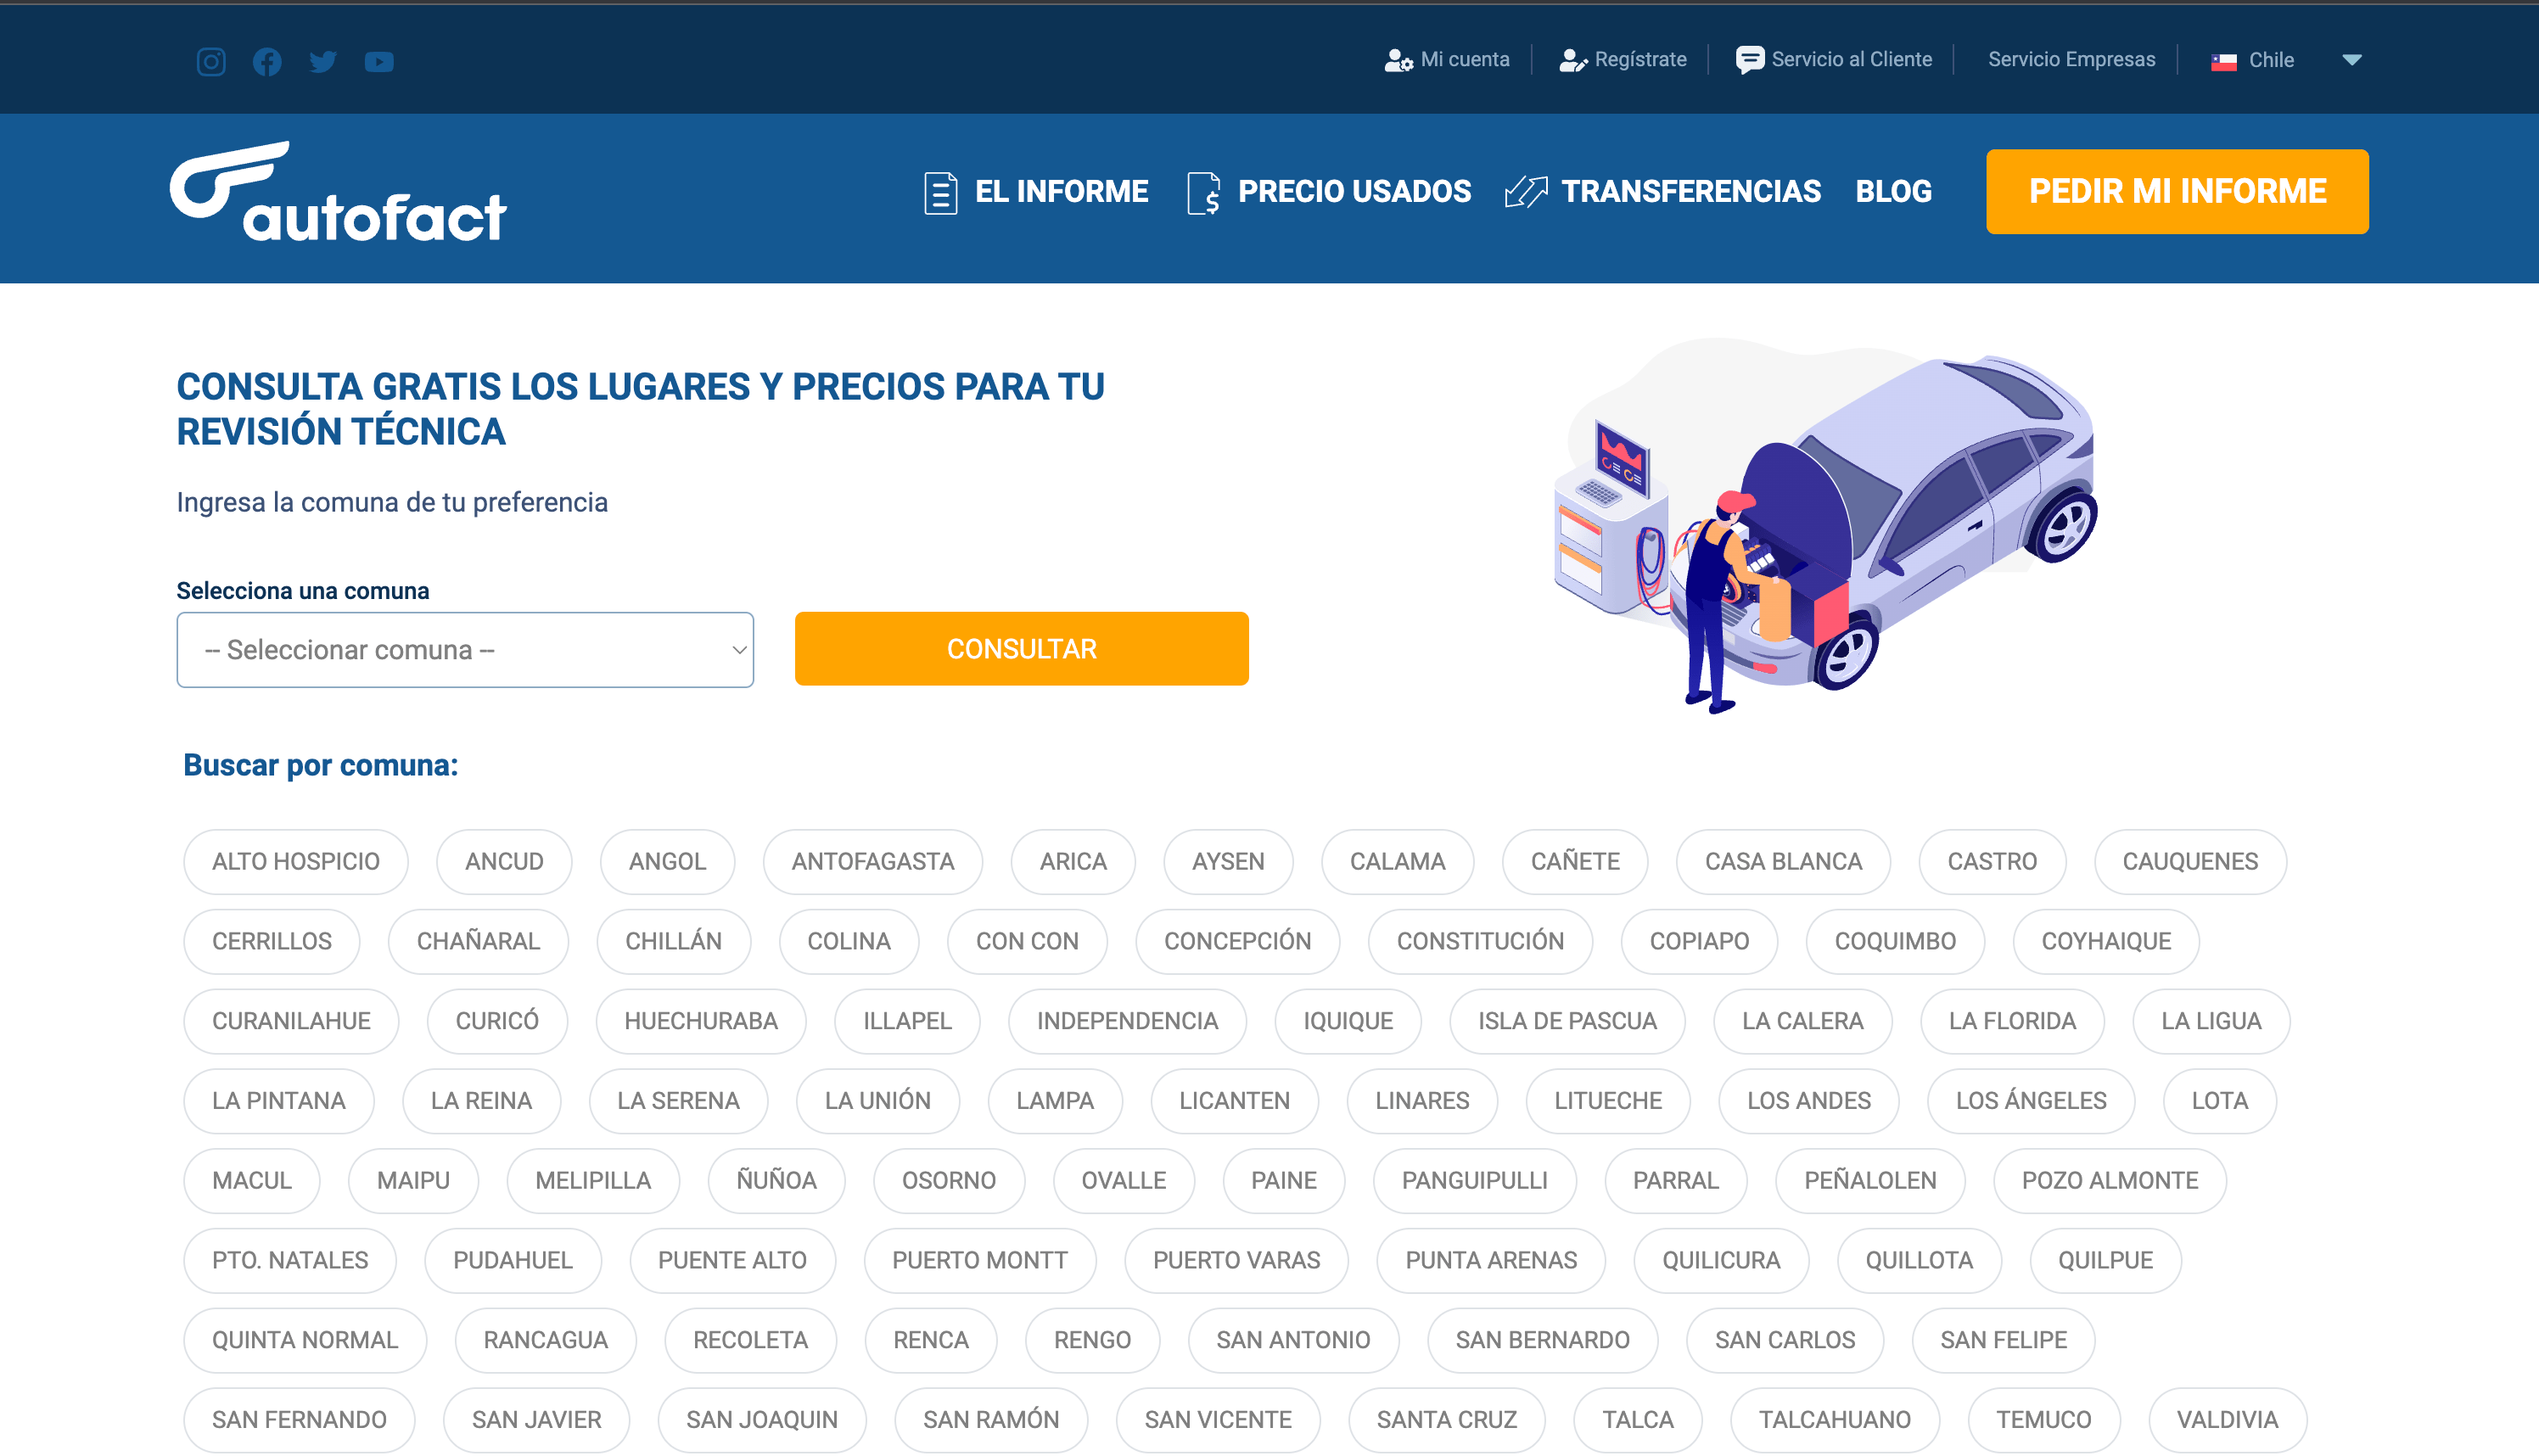 Mi cuenta Regístrate Servicio al Cliente Servicio Empresas Chile
autofact
EL INFORME PRECIO USADOS TRANSFERENCIAS BLOG PEDIR MI INFORME
CONSULTA GRATIS LOS LUGARES Y PRECIOS PARA TU
REVISIÓN TÉCNICA
Ingresa la comuna de tu preferencia
Selecciona una comuna
-- Seleccionar comuna -- CONSULTAR
Buscar por comuna:
ALTO HOSPICIO ANCUD ANGOL ANTOFAGASTA ARICA AYSEN CALAMA CAÑETE CASA BLANCA CASTRO CAUQUENES
CERRILLOS CHAÑARAL CHILLÁN COLINA CON CON CONCEPCIÓN CONSTITUCIÓN COPIAPO COQUIMBO COYHAIQUE
CURANILAHUE CURICÓ HUECHURABA ILLAPEL INDEPENDENCIA IQUIQUE ISLA DE PASCUA LA CALERA LA FLORIDA LA LIGUA
LA PINTANA LA REINA LA SERENA LA UNIÓN LAMPA LICANTEN LINARES LITUECHE LOS ANDES LOS ÁNGELES LOTA
MACUL MAIPU MELIPILLA ÑUÑOA OSORNO OVALLE PAINE PANGUIPULLI PARRAL PEÑALOLEN POZO ALMONTE
PTO. NATALES PUDAHUEL PUENTE ALTO PUERTO MONTT PUERTO VARAS PUNTA ARENAS QUILICURA QUILLOTA QUILPUE
QUINTA NORMAL RANCAGUA RECOLETA RENCA RENGO SAN ANTONIO SAN BERNARDO SAN CARLOS SAN FELIPE
SAN FERNANDO SAN JAVIER SAN JOAQUIN SAN RAMÓN SAN VICENTE SANTA CRUZ TALCA TALCAHUANO TEMUCO VALDIVIA